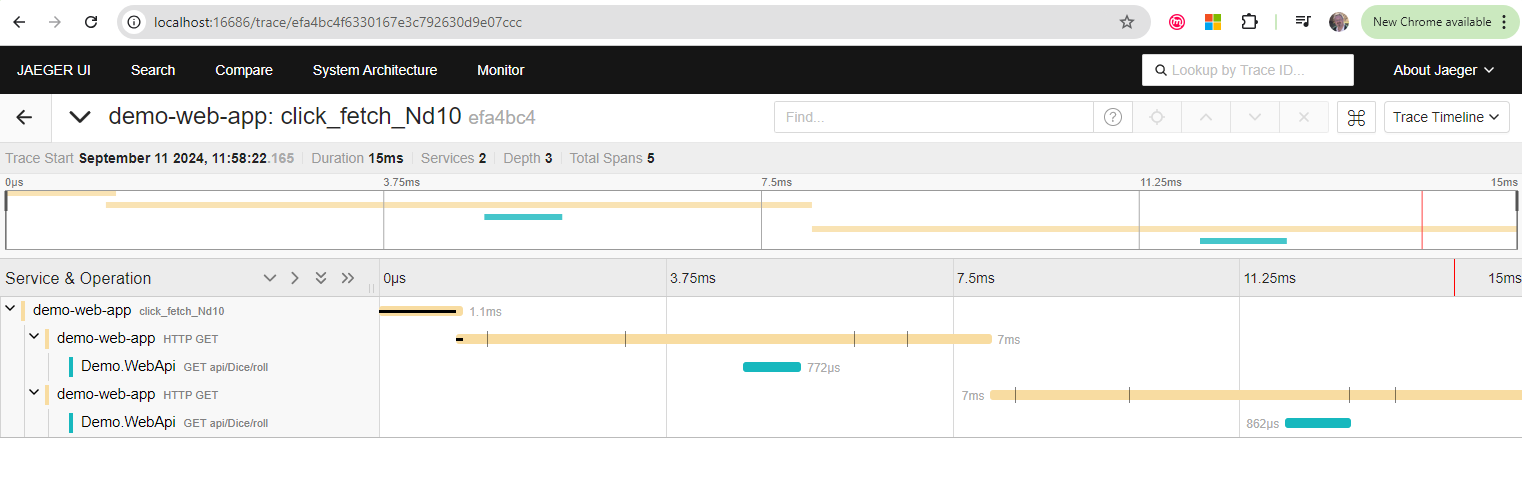 localhost:16686/trace/efa4bc4f6330167e3c792630d9e07ccc
New Chrome available
JAEGER UI Search Compare System Architecture Monitor Lookup by Trace ID... About Jaeger
demo-web-app: click_fetch_Nd10 efa4bc4 Find... Trace Timeline
Trace Start September 11 2024, 11:58:22.165 Duration 15ms Services 2 Depth 3 Total Spans 5
0μs 3.75ms 7.5ms 11.25ms 15ms
Service & Operation 0μs 3.75ms 7.5ms 11.25ms 15ms
demo-web-app click_fetch_Nd10 1.1ms
demo-web-app HTTP GET 7ms
Demo.WebApi GET api/Dice/roll 772μs
demo-web-app HTTP GET 7ms
Demo.WebApi GET api/Dice/roll 862μs